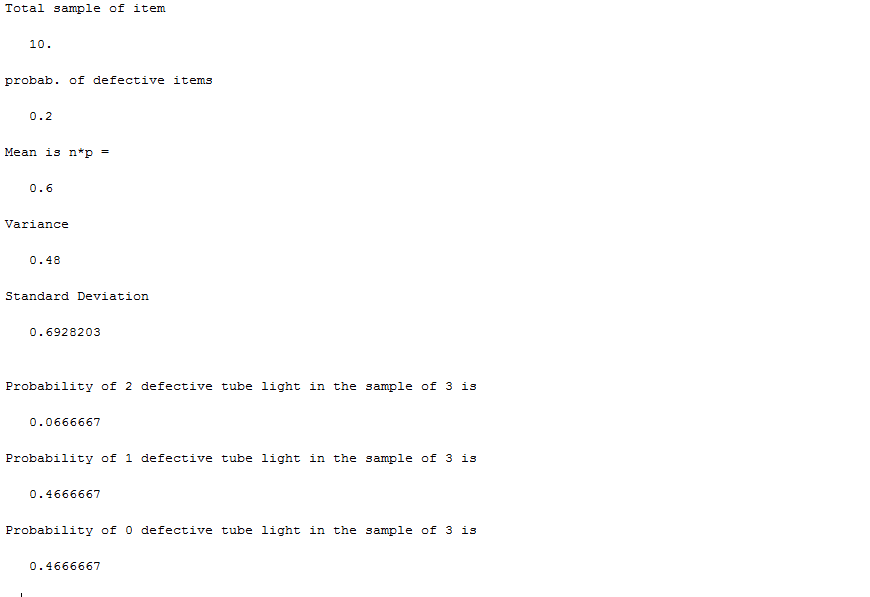 Total sample of item
10.
probab. of defective items
0.2
Mean is n*p =
0.6
Variance
0.48
Standard Deviation
0.6928203
Probability of 2 defective tube light in the sample of 3 is
0.0666667
Probability of 1 defective tube light in the sample of 3 is
0.4666667
Probability of 0 defective tube light in the sample of 3 is
0.4666667